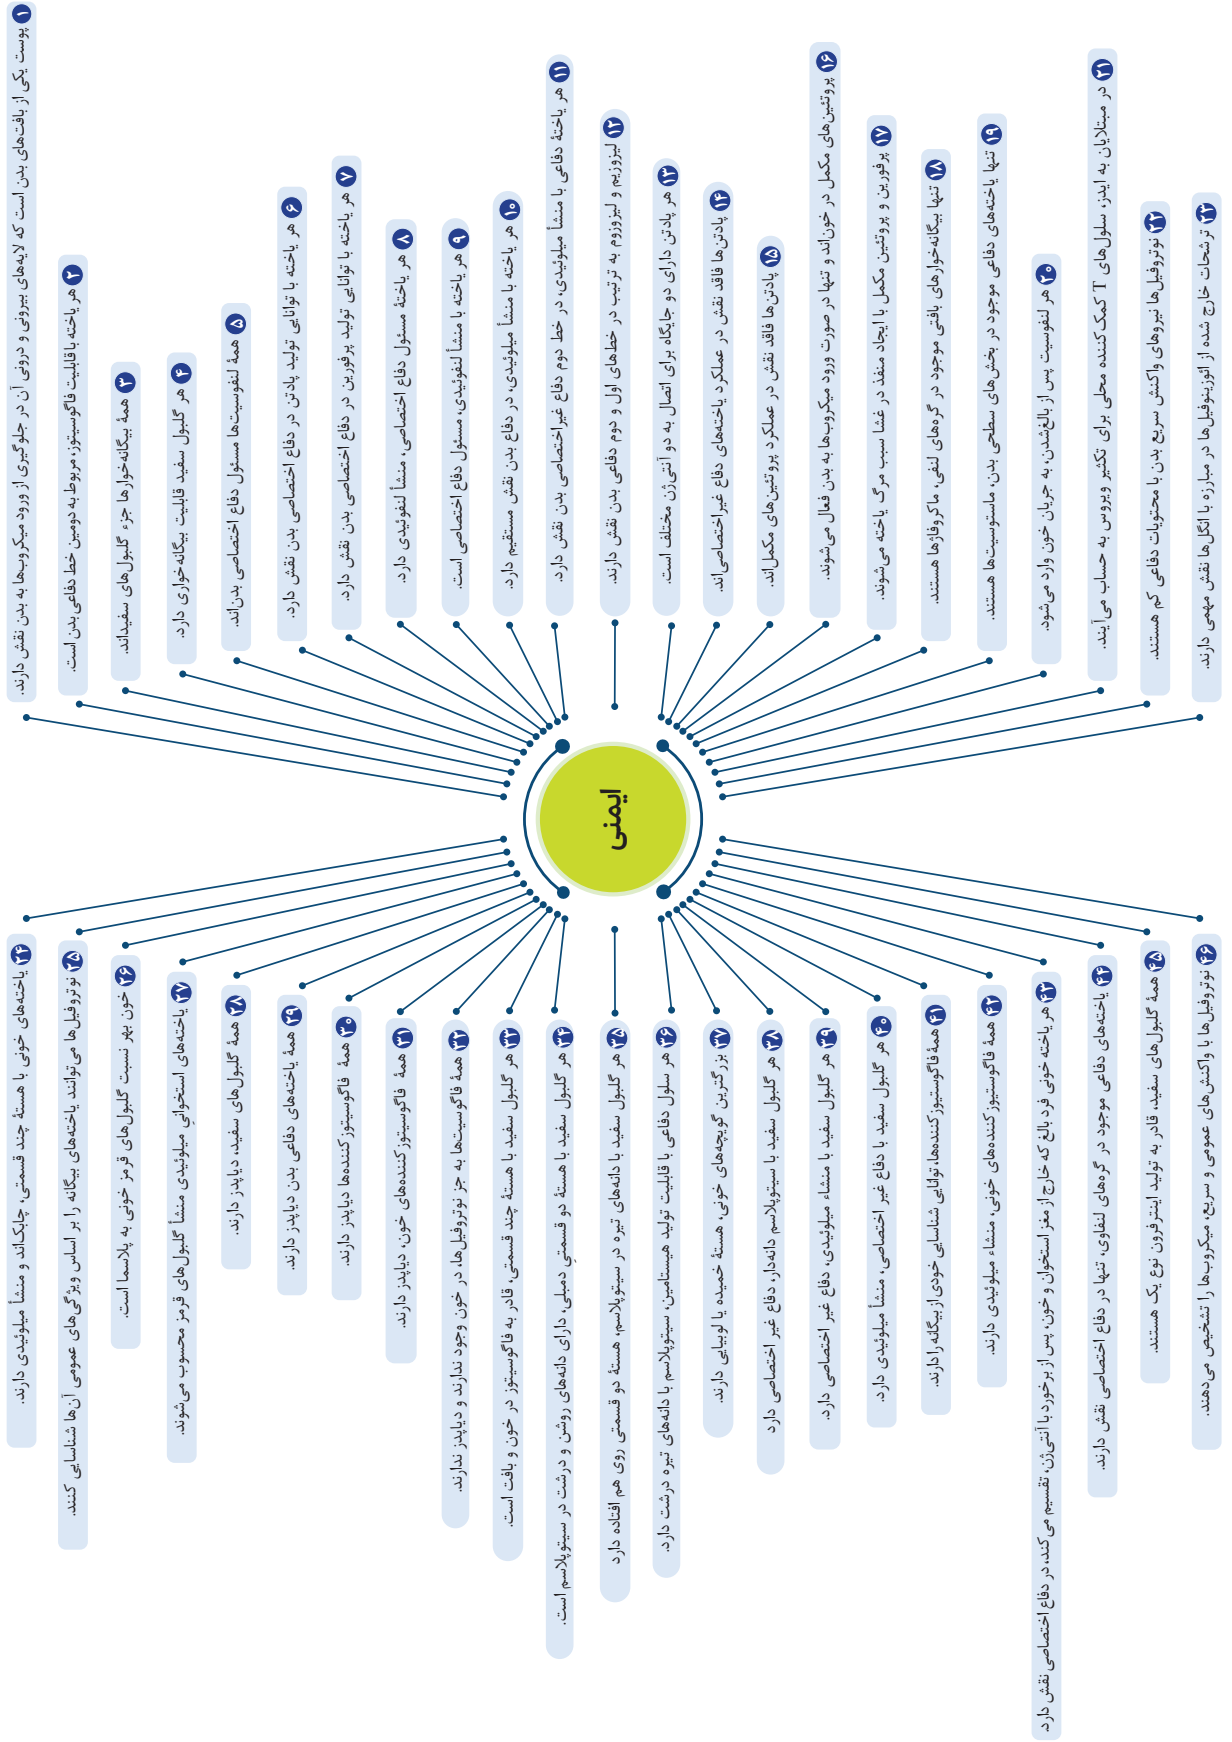 ایمنی
۱ پوست یکی از بافت‌های بدن است که لایه‌های بیرونی و درونی آن در جلوگیری از ورود میکروب‌ها به بدن نقش دارند.
۲ هر یاخته با قابلیت فاگوسیتوز، مربوط به دومین خط دفاعی بدن است.
۳ همهٔ بیگانه‌خوارها جزء گلبول‌های سفیداند.
۴ هر گلبول سفید قابلیت بیگانه‌خواری دارد.
۵ همهٔ لنفوسیت‌ها مسئول دفاع اختصاصی بدن‌اند.
۶ هر یاخته با توانایی تولید پادتن در دفاع اختصاصی بدن نقش دارد.
۷ هر یاخته با توانایی تولید پرفورین در دفاع اختصاصی بدن نقش دارد.
۸ هر یاختهٔ مسئول دفاع اختصاصی، منشأ لنفوئیدی دارد.
۹ هر یاخته با منشأ لنفوئیدی، مسئول دفاع اختصاصی است.
۱۰ هر یاخته با منشأ میلوئیدی، در دفاع بدن نقش مستقیم دارد.
۱۱ هر یاختهٔ دفاعی با منشأ میلوئیدی، در خط دوم دفاع غیراختصاصی بدن نقش دارد.
۱۲ لیزوزیم و لیزوزوم به ترتیب در خط‌های اول و دوم دفاعی بدن نقش دارند.
۱۳ هر پادتن دارای دو جایگاه برای اتصال به دو آنتی‌ژن مختلف است.
۱۴ پادتن‌ها فاقد نقش در عملکرد یاخته‌های دفاع غیراختصاصی‌اند.
۱۵ پادتن‌ها فاقد نقش در عملکرد پروتئین‌های مکمل‌اند.
۱۶ پروتئین‌های مکمل در خون‌اند و تنها در صورت ورود میکروب‌ها به بدن فعال می‌شوند.
۱۷ پرفورین و پروتئین مکمل با ایجاد منفذ در غشا سبب مرگ یاخته می‌شوند.
۱۸ تنها بیگانه‌خوارهای بافتی موجود در گره‌های لنفی، ماکروفاژها هستند.
۱۹ تنها یاخته‌های دفاعی موجود در بخش‌های سطحی بدن، ماستوسیت‌ها هستند.
۲۰ هر لنفوسیت پس از بالغ‌شدن، به جریان خون وارد می‌شود.
۲۱ در مبتلایان به ایدز، سلول‌های T کمک‌کننده محلی برای تکثیر ویروس به حساب می‌آیند.
۲۲ نوتروفیل‌ها نیروهای واکنش سریع بدن با محتویات دفاعی کم هستند.
۲۳ ترشحات خارج شده از ائوزینوفیل‌ها در مبارزه با انگل‌ها نقش مهمی دارند.
۲۴ یاخته‌های خونی با هستهٔ چند قسمتی، چابک‌اند و منشأ میلوئیدی دارند.
۲۵ نوتروفیل‌ها می‌توانند یاخته‌های بیگانه را بر اساس ویژگی‌های عمومی آن‌ها شناسایی کنند.
۲۶ خون بهر نسبت گلبول‌های قرمز خونی به پلاسما است.
۲۷ یاخته‌های استخوانیِ میلوئیدی منشأ گلبول‌های قرمز محسوب می‌شوند.
۲۸ همهٔ گلبول‌های سفید، دیاپدز دارند.
۲۹ همهٔ یاخته‌های دفاعی بدن دیاپدز دارند.
۳۰ همهٔ فاگوسیتوزکننده‌ها دیاپدز دارند.
۳۱ همهٔ فاگوسیتوزکننده‌های خون، دیاپدز دارند.
۳۲ همهٔ فاگوسیت‌ها به جز نوتروفیل‌ها، در خون وجود ندارند و دیاپدز ندارند.
۳۳ هر گلبول سفید با هستهٔ چند قسمتی، قادر به فاگوسیتوز در خون و بافت است.
۳۴ هر گلبول سفید با هستهٔ دو قسمتیِ دمبلی، دارای دانه‌های روشن و درشت در سیتوپلاسم است.
۳۵ هر گلبول سفید با دانه‌های تیره در سیتوپلاسم، هستهٔ دو قسمتی روی هم افتاده دارد
۳۶ هر سلول دفاعی با قابلیت تولید هیستامین، سیتوپلاسم با دانه‌های تیره درشت دارد.
۳۷ بزرگترین گویچه‌های خونی، هستهٔ خمیده یا لوبیایی دارند.
۳۸ هر گلبول سفید با سیتوپلاسم دانه‌دار، دفاع غیر اختصاصی دارد
۳۹ هر گلبول سفید با منشاء میلوئیدی، دفاع غیر اختصاصی دارد.
۴۰ هر گلبول سفید با دفاع غیر اختصاصی، منشأ میلوئیدی دارد.
۴۱ همهٔ فاگوسیتوزکننده‌ها، توانایی شناسایی خودی از بیگانه را دارند.
۴۲ همهٔ فاگوسیتوزکننده‌های خونی، منشاء میلوئیدی دارند.
۴۳ هر یاخته خونی فرد بالغ که خارج از مغز استخوان و خون، پس از برخورد با آنتی‌ژن، تقسیم می‌کند، در دفاع اختصاصی نقش دارد.
۴۴ یاخته‌های دفاعی موجود در گره‌های لنفاوی، تنها در دفاع اختصاصی نقش دارند.
۴۵ همهٔ گلبول‌های سفید، قادر به تولید اینترفرون نوع یک هستند.
۴۶ نوتروفیل‌ها با واکنش‌های عمومی و سریع، میکروب‌ها را تشخیص می‌دهند.